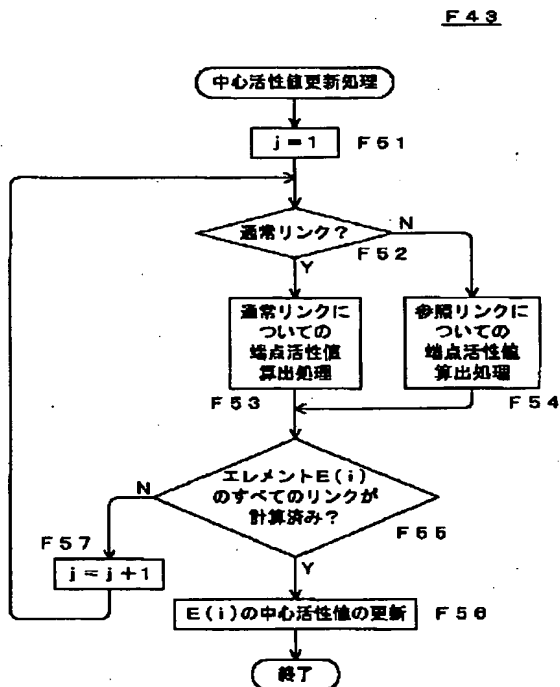 F43
中心活性値更新処理
j=1 F51
通常リンク?
N
F52
Y
通常リンクに
ついての
端点活性値
算出処理
F53
参照リンクに
ついての
端点活性値
算出処理
F54
エレメントE(i)
のすべてのリンクが
計算済み?
N
F55
F57
j=j+1
Y
E(i)の中心活性値の更新 F56
終了